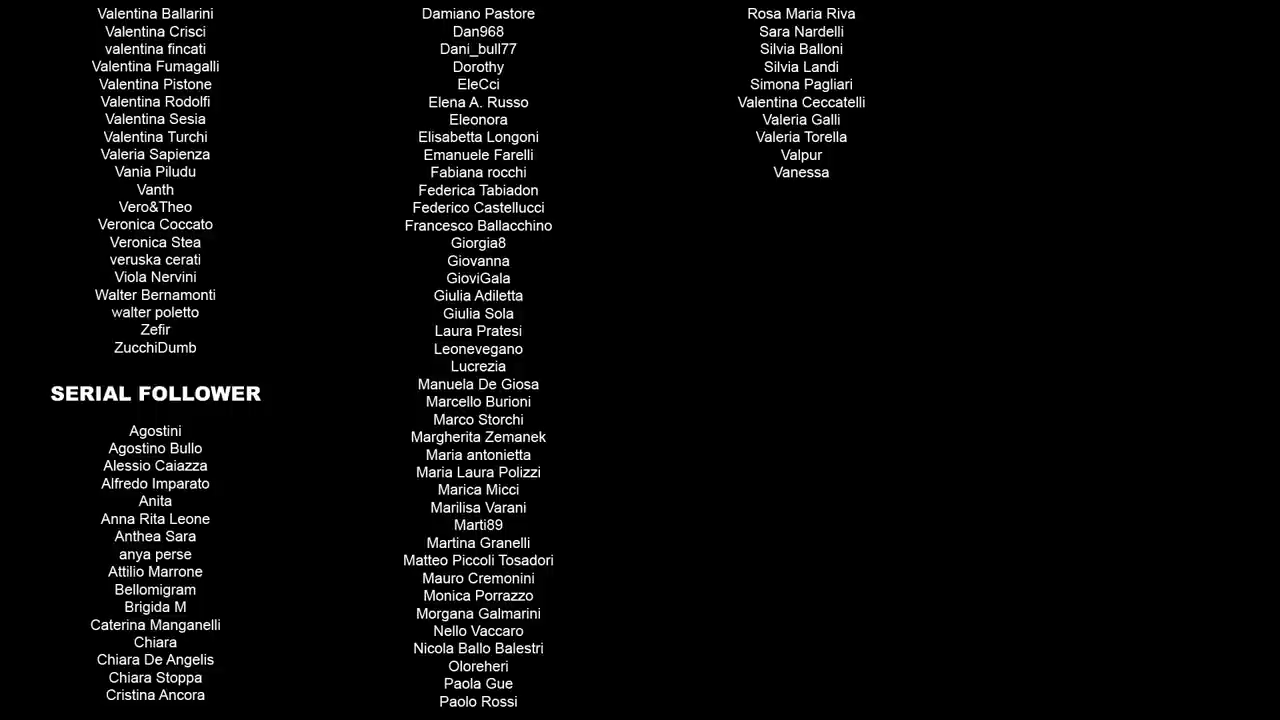 Valentina Ballarini
Valentina Crisci
valentina fincati
Valentina Fumagalli
Valentina Pistone
Valentina Rodolfi
Valentina Sesia
Valentina Turchi
Valeria Sapienza
Vania Piludu
Vanth
Vero&Theo
Veronica Coccato
Veronica Stea
veruska cerati
Viola Nervini
Walter Bernamonti
walter poletto
Zefir
ZucchiDumb
SERIAL FOLLOWER
Agostini
Agostino Bullo
Alessio Caiazza
Alfredo Imparato
Anita
Anna Rita Leone
Anthea Sara
anya perse
Attilio Marrone
Bellomigram
Brigida M
Caterina Manganelli
Chiara
Chiara De Angelis
Chiara Stoppa
Cristina Ancora
Damiano Pastore
Dan968
Dani_bull77
Dorothy
EleCci
Elena A. Russo
Eleonora
Elisabetta Longoni
Emanuele Farelli
Fabiana rocchi
Federica Tabiadon
Federico Castellucci
Francesco Ballacchino
Giorgia8
Giovanna
GioviGala
Giulia Adiletta
Giulia Sola
Laura Pratesi
Leonevegano
Lucrezia
Manuela De Giosa
Marcello Burioni
Marco Storchi
Margherita Zemanek
Maria antonietta
Maria Laura Polizzi
Marica Micci
Marilisa Varani
Marti89
Martina Granelli
Matteo Piccoli Tosadori
Mauro Cremonini
Monica Porrazzo
Morgana Galmarini
Nello Vaccaro
Nicola Ballo Balestri
Oloreheri
Paola Gue
Paolo Rossi
Rosa Maria Riva
Sara Nardelli
Silvia Balloni
Silvia Landi
Simona Pagliari
Valentina Ceccatelli
Valeria Galli
Valeria Torella
Valpur
Vanessa